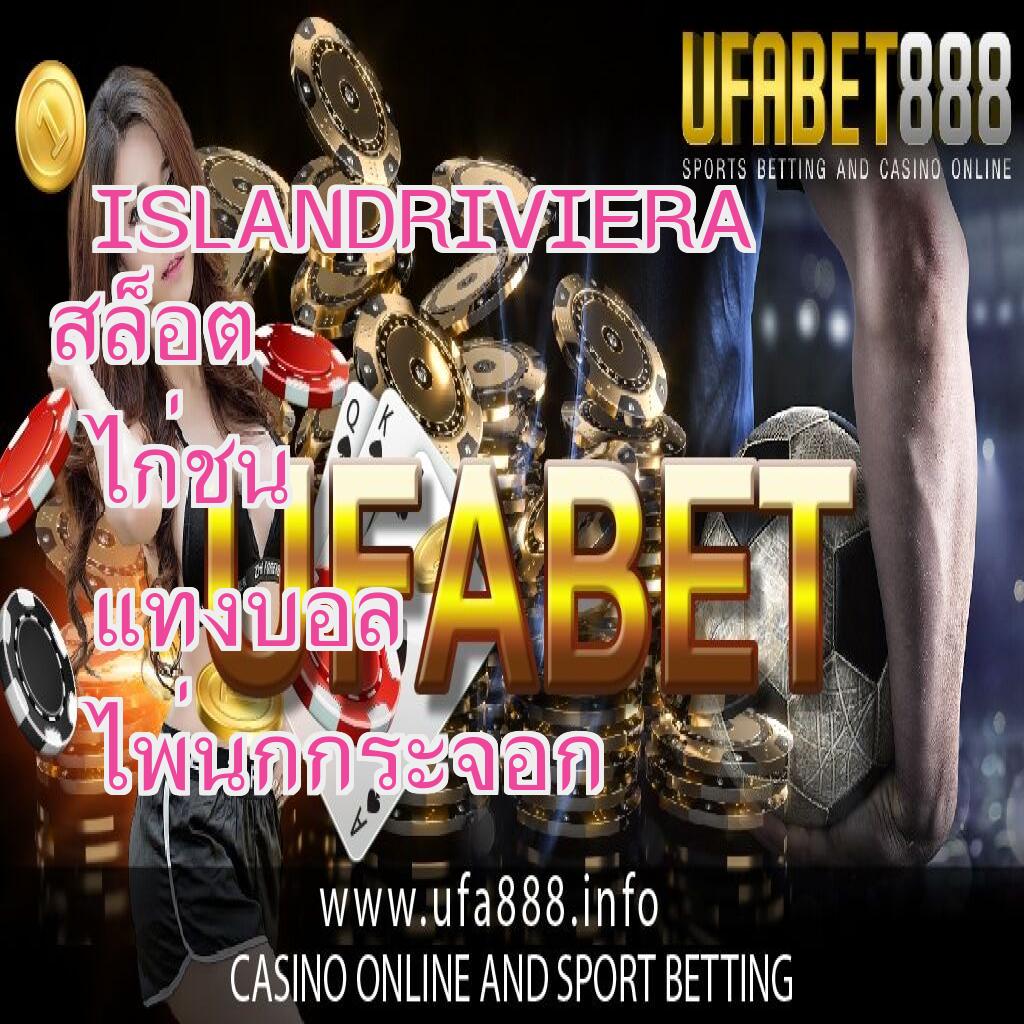 UFABET888
SPORTS BETTING AND CASINO ONLINE
ISLANDRIVIERA
สล็อต
ไก่ชน
UFABET
แทงบอล
ไพ่นกกระจอก
Q
K
A
1
www.ufa888.info
CASINO ONLINE AND SPORT BETTING